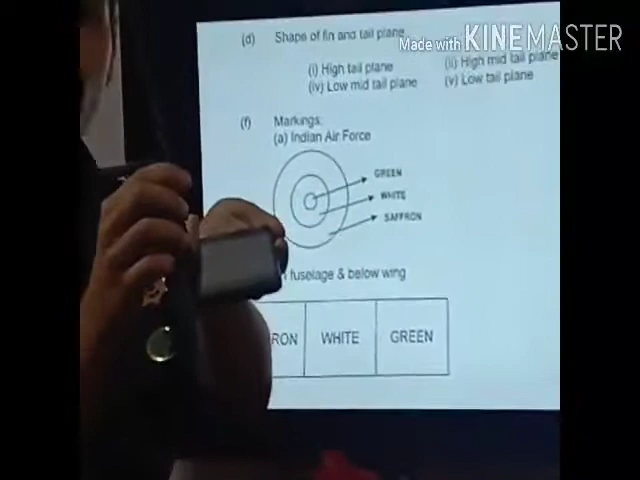 (d) Shape of fin and tail plane
Made with KINEMASTER
(i) High tail plane (ii) High mid tail plane
(iv) Low mid tail plane (v) Low tail plane
(f) Markings:
(a) Indian Air Force
GREEN
WHITE
SAFFRON
fuselage & below wing
RON WHITE GREEN